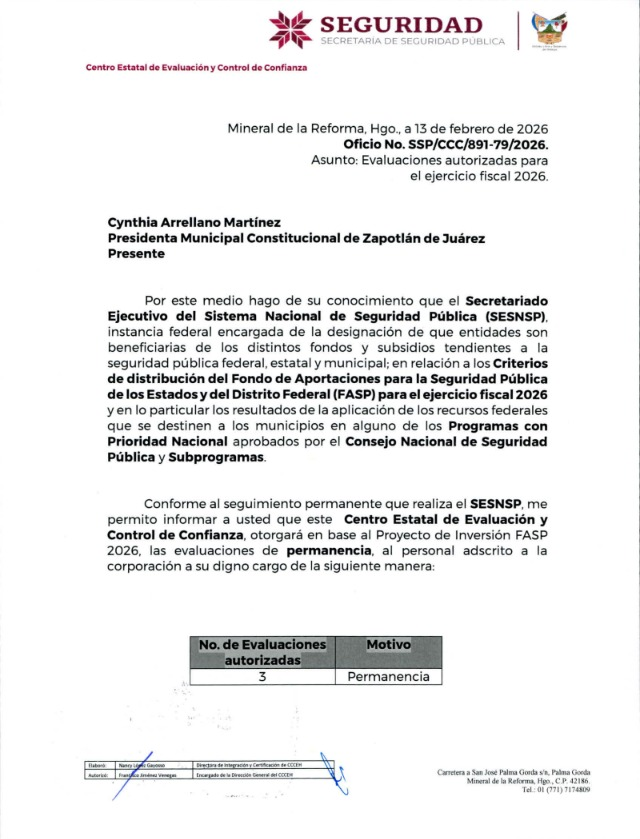 SEGURIDAD
SECRETARÍA DE SEGURIDAD PÚBLICA
Centro Estatal de Evaluación y Control de Confianza
Mineral de la Reforma, Hgo., a 13 de febrero de 2026
Oficio No. SSP/CCC/891-79/2026.
Asunto: Evaluaciones autorizadas para
el ejercicio fiscal 2026.
Cynthia Arrellano Martínez
Presidenta Municipal Constitucional de Zapotlán de Juárez
Presente
Por este medio hago de su conocimiento que el Secretariado
Ejecutivo del Sistema Nacional de Seguridad Pública (SESNSP),
instancia federal encargada de la designación de que entidades son
beneficiarias de los distintos fondos y subsidios tendientes a la
seguridad pública federal, estatal y municipal; en relación a los Criterios
de distribución del Fondo de Aportaciones para la Seguridad Pública
de los Estados y del Distrito Federal (FASP) para el ejercicio fiscal 2026
y en lo particular los resultados de la aplicación de los recursos federales
que se destinen a los municipios en alguno de los Programas con
Prioridad Nacional aprobados por el Consejo Nacional de Seguridad
Pública y Subprogramas.
Conforme al seguimiento permanente que realiza el SESNSP, me
permito informar a usted que este Centro Estatal de Evaluación y
Control de Confianza, otorgará en base al Proyecto de Inversión FASP
2026, las evaluaciones de permanencia, al personal adscrito a la
corporación a su digno cargo de la siguiente manera:
No. de Evaluaciones autorizadas Motivo
3 Permanencia
Elaboró: Nancy López Gayosso Directora de Integración y Certificación de CCCEH
Autorizó: Francisco Jiménez Venegas Encargado de la Dirección General del CCCEH
Carretera a San José Palma Gorda s/n, Palma Gorda
Mineral de la Reforma, Hgo., C.P. 42186.
Tel.: 01 (771) 7174809